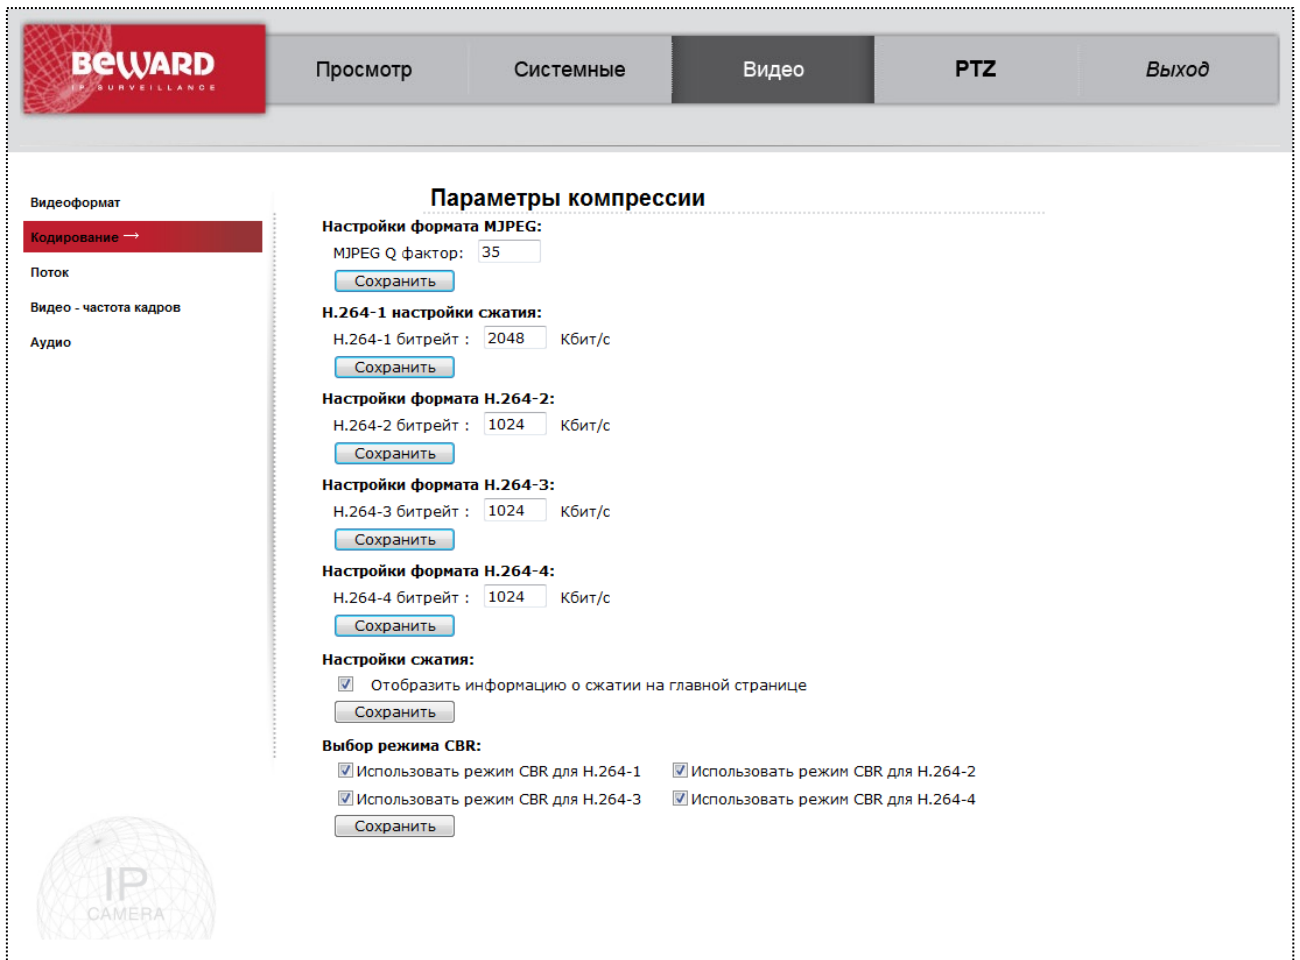 BEWARD
IP SURVEILLANCE
Просмотр
Системные
Видео
PTZ
Выход
Видеоформат
Кодирование →
Поток
Видео - частота кадров
Аудио
Параметры компрессии
Настройки формата MJPEG:
MJPEG Q фактор: 35
Сохранить
H.264-1 настройки сжатия:
H.264-1 битрейт : 2048 Кбит/с
Сохранить
Настройки формата H.264-2:
H.264-2 битрейт : 1024 Кбит/с
Сохранить
Настройки формата H.264-3:
H.264-3 битрейт : 1024 Кбит/с
Сохранить
Настройки формата H.264-4:
H.264-4 битрейт : 1024 Кбит/с
Сохранить
Настройки сжатия:
Отобразить информацию о сжатии на главной странице
Сохранить
Выбор режима CBR:
Использовать режим CBR для H.264-1 Использовать режим CBR для H.264-2
Использовать режим CBR для H.264-3 Использовать режим CBR для H.264-4
Сохранить
IP
CAMERA